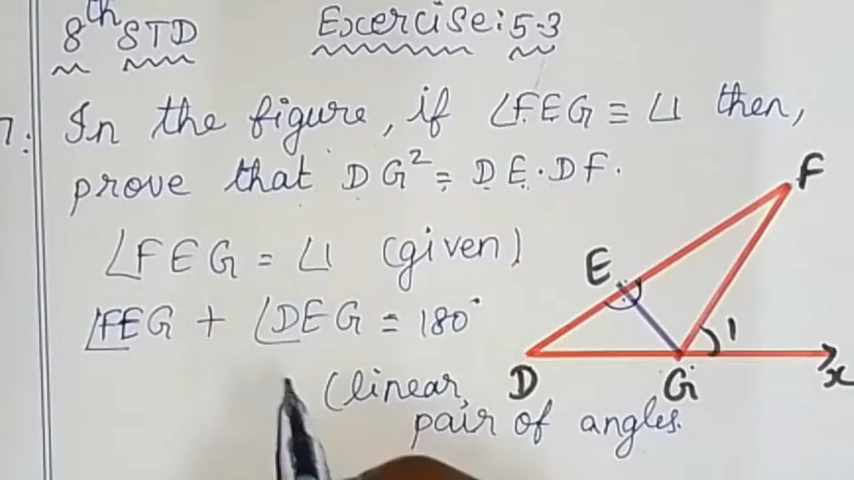 8th STD Exercise: 5.3
7. In the figure, if ∠FEG ≡ ∠1 then,
prove that DG² = DE·DF.
∠FEG = ∠1 (given)
∠FEG + ∠DEG = 180°
(linear,
pair of angles.
F
E
1
D
G
x